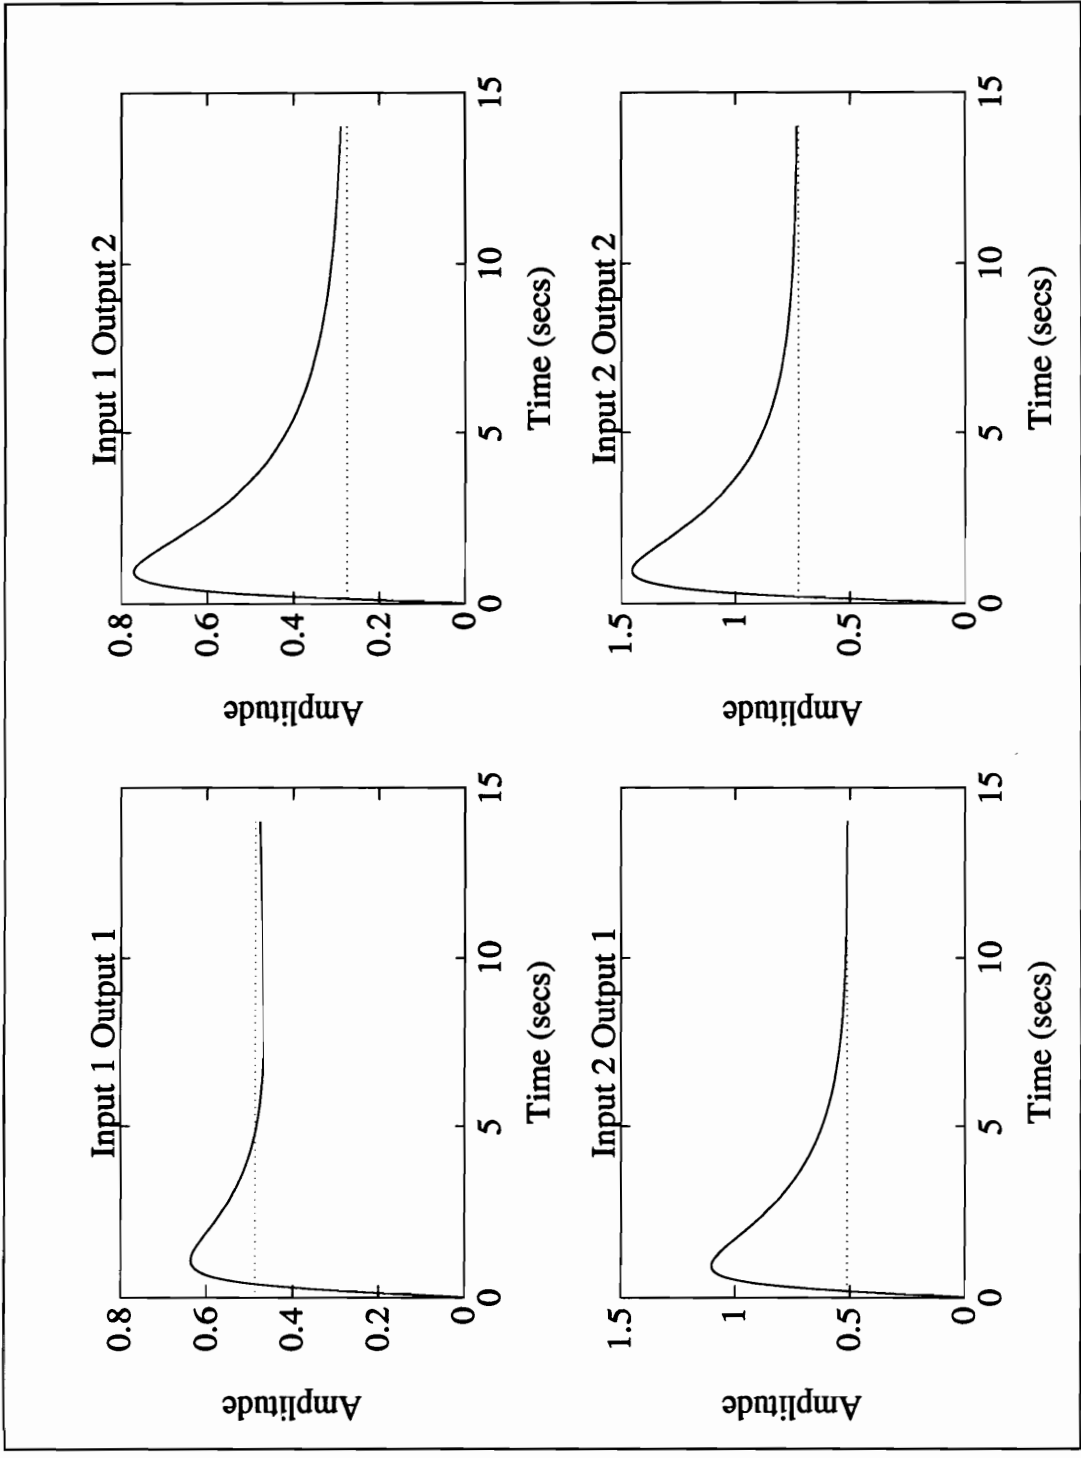 Input 1 Output 1
0.8
0.6
0.4
0.2
0
Amplitude
0 5 10 15
Time (secs)
Input 1 Output 2
0.8
0.6
0.4
0.2
0
Amplitude
0 5 10 15
Time (secs)
Input 2 Output 1
1.5
1
0.5
0
Amplitude
0 5 10 15
Time (secs)
Input 2 Output 2
1.5
1
0.5
0
Amplitude
0 5 10 15
Time (secs)